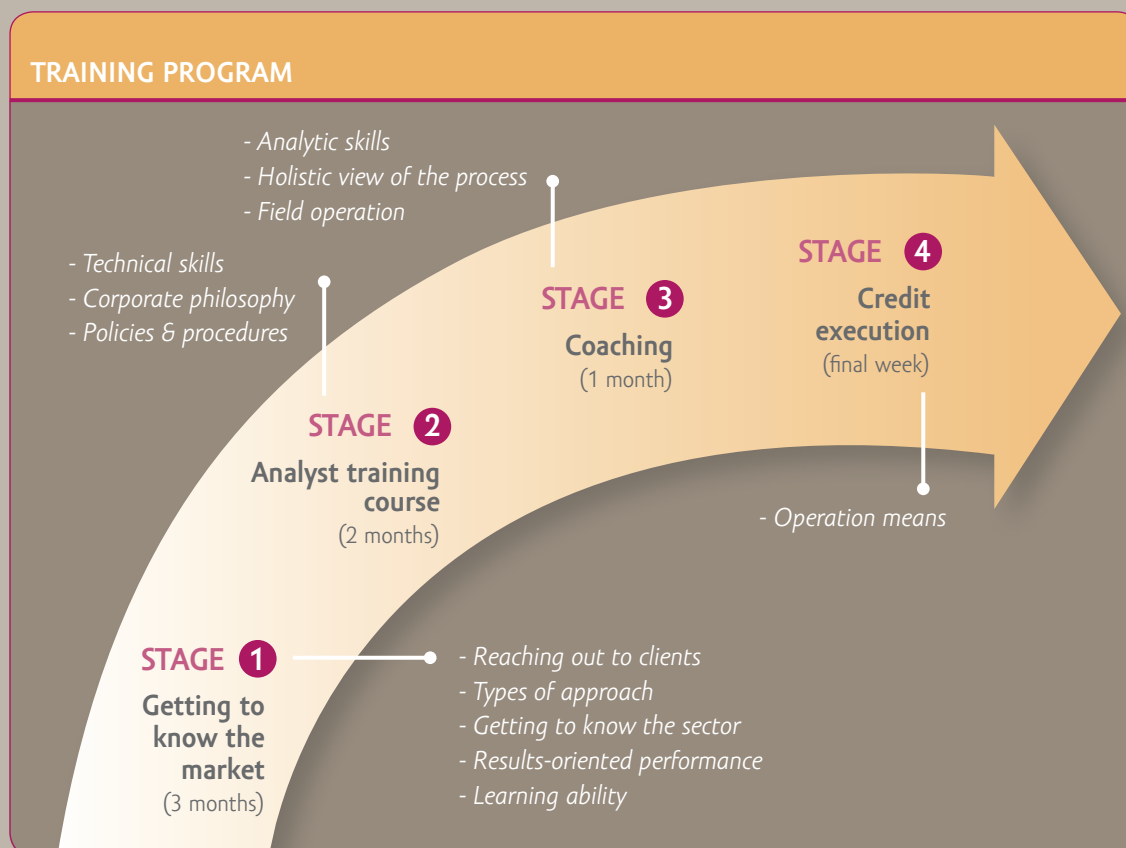 TRAINING PROGRAM
- Analytic skills
- Holistic view of the process
- Field operation
- Technical skills
- Corporate philosophy
- Policies & procedures
STAGE 4
Credit
execution
(final week)
STAGE 3
Coaching
(1 month)
STAGE 2
Analyst training
course
(2 months)
- Operation means
STAGE 1
Getting to
know the
market
(3 months)
- Reaching out to clients
- Types of approach
- Getting to know the sector
- Results-oriented performance
- Learning ability